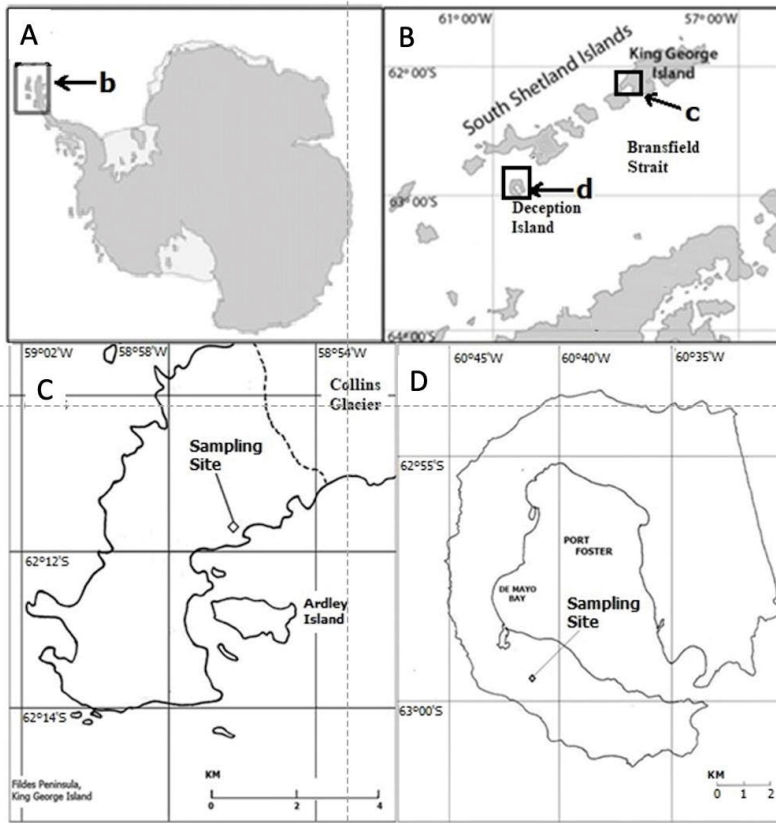 A
b
B
61° 00'W
57° 00'W
62° 00'S
63° 00'S
64° 00'S
South Shetland Islands
King George
Island
c
Bransfield
Strait
d
Deception
Island
C
59°02'W
58°58'W
58°54'W
Collins
Glacier
Sampling
Site
62°12'S
Ardley
Island
62°14'S
Fildes Peninsula,
King George Island
KM
0 2 4
D
60°45'W
60°40'W
60°35'W
62°55'S
PORT
FOSTER
DE MAYO
BAY
Sampling
Site
63°00'S
KM
0 1 2